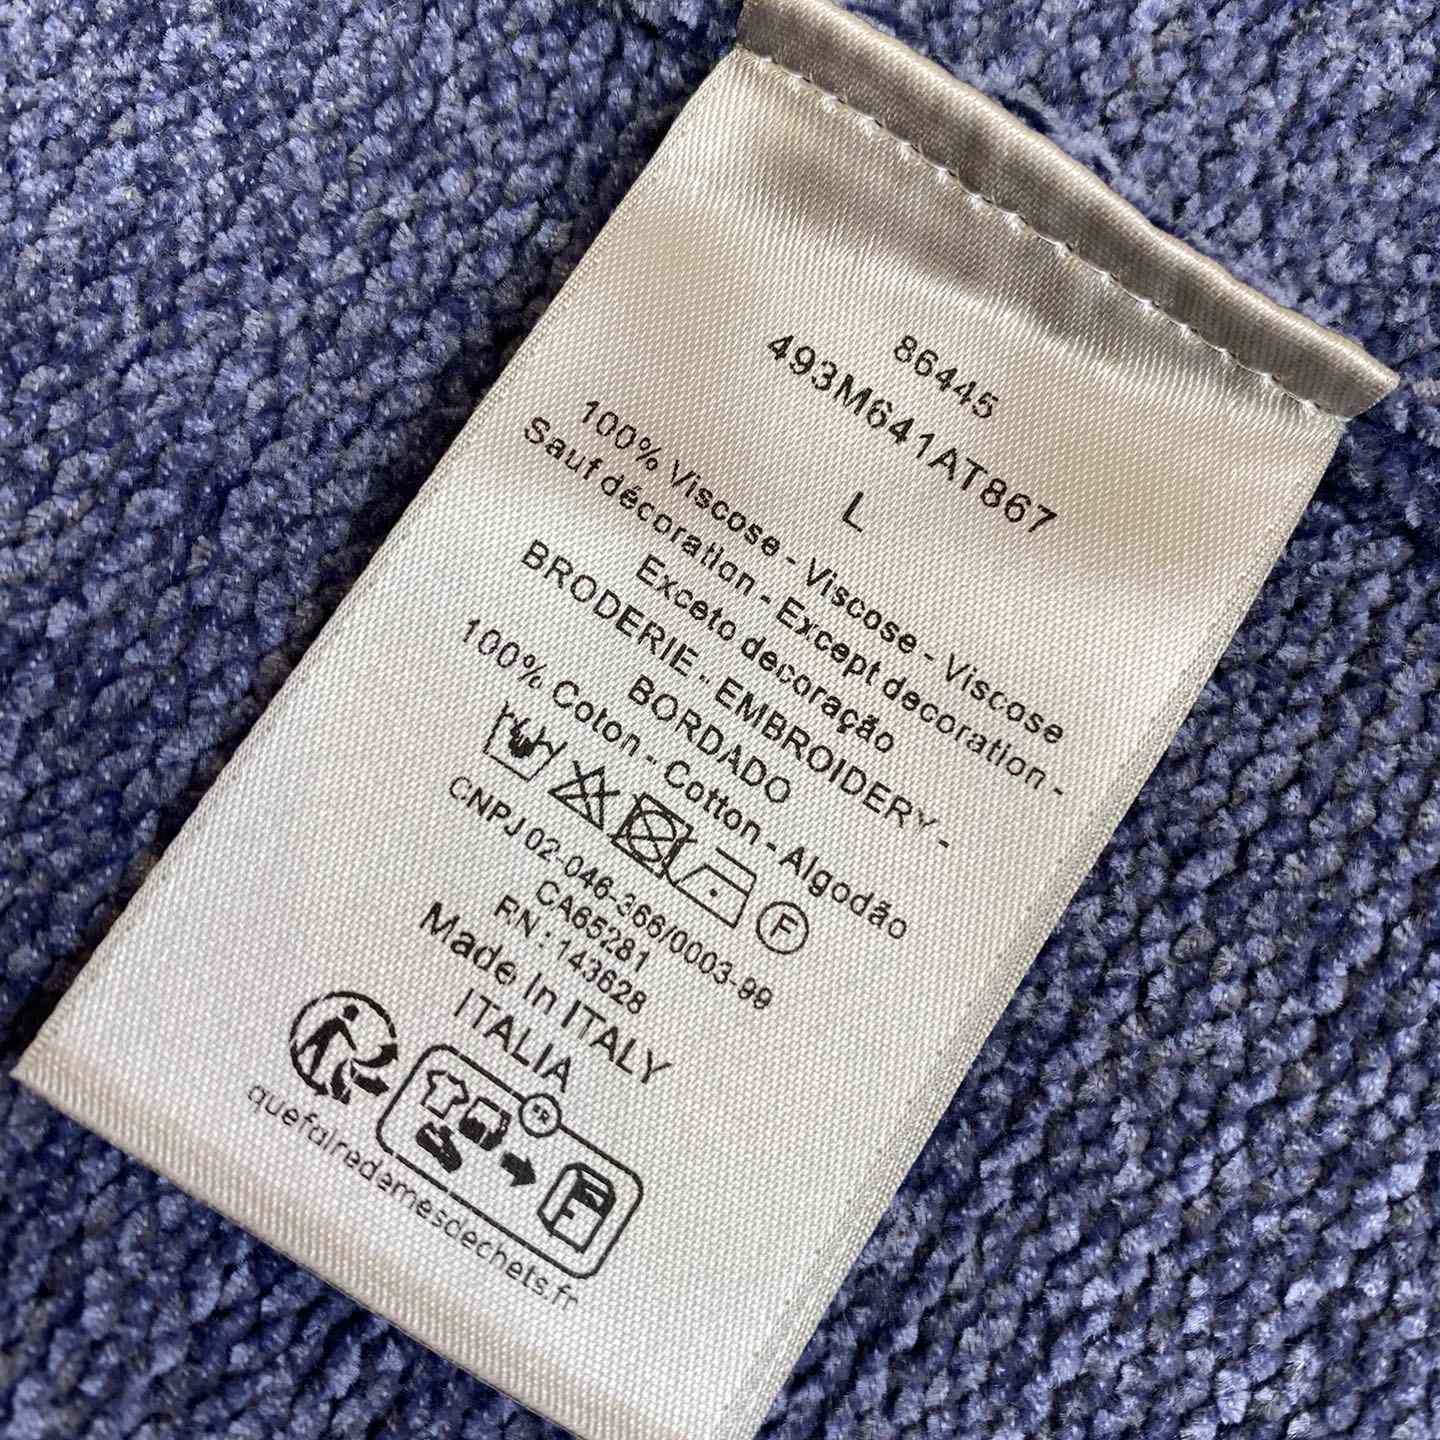 86445
493M641AT867
L
100% Viscose - Viscose - Viscose
Sauf décoration - Except decoration -
Exceto decoração
BRODERIE . EMBROIDERY -
BORDADO
100% Coton - Cotton - Algodão
F
CNPJ 02-046-366/0003-99
CA65281
RN : 143628
Made In ITALY
ITALIA
FR
quefairedemesdechets.fr